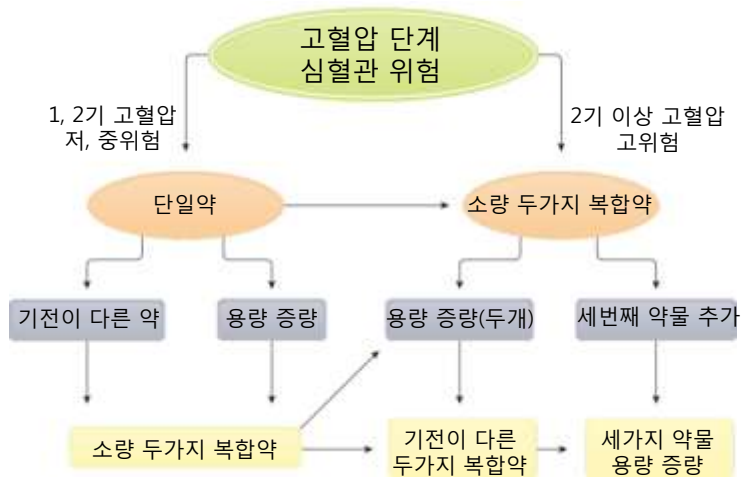 고혈압 단계
심혈관 위험
1, 2기 고혈압
저, 중위험
2기 이상 고혈압
고위험
단일약
소량 두가지 복합약
기전이 다른 약
용량 증량
용량 증량(두개)
세번째 약물 추가
소량 두가지 복합약
기전이 다른
두가지 복합약
세가지 약물
용량 증량